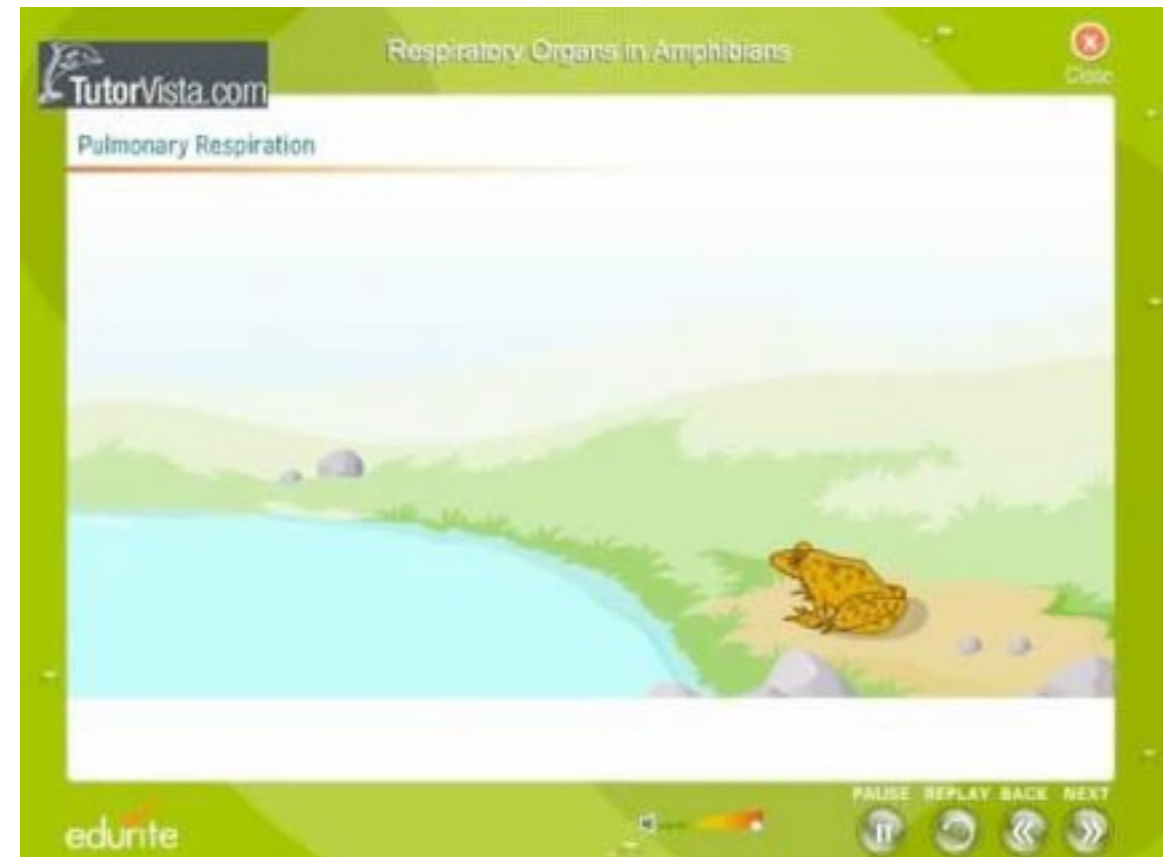 Respiratory Organs in Amphibians
Close
TutorVista.com
Pulmonary Respiration
PAUSE REPLAY BACK NEXT
edurite